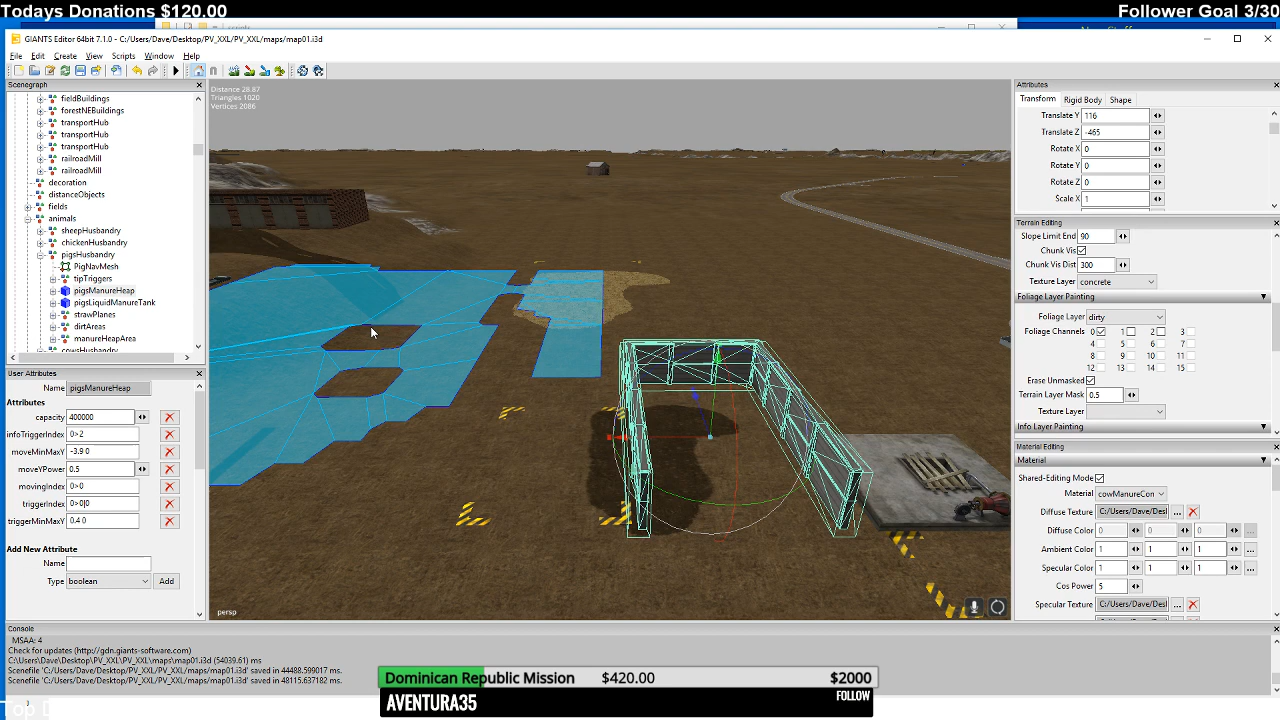 Todays Donations $120.00
Follower Goal 3/30
GIANTS Editor 64bit 7.1.0 - C:/Users/Dave/Desktop/PV_XXL/PV_XXL/maps/map01.i3d
File Edit Create View Scripts Window Help
Scenegraph
fieldBuildings
forestNEBuildings
transportHub
transportHub
transportHub
railroadMill
railroadMill
decoration
distanceObjects
fields
animals
sheepHusbandry
chickenHusbandry
pigsHusbandry
PigNavMesh
tipTriggers
pigsManureHeap
pigsLiquidManureTank
strawPlanes
dirtAreas
manureHeapArea
cowsHusbandry
User Attributes
Name pigsManureHeap
Attributes
capacity 400000
infoTriggerIndex 0>2
moveMinMaxY -3.9 0
moveYPower 0.5
movingIndex 0>0
triggerIndex 0>0|0
triggerMinMaxY 0.4 0
Add New Attribute
Name
Type boolean Add
Distance 28.87
Triangles 1020
Vertices 2086
persp
Attributes
Transform Rigid Body Shape
Translate Y 116
Translate Z -465
Rotate X 0
Rotate Y 0
Rotate Z 0
Scale X 1
Terrain Editing
Slope Limit End 90
Chunk Vis
Chunk Vis Dist 300
Texture Layer concrete
Foliage Layer Painting
Foliage Layer dirty
Foliage Channels 0 1 2 3
4 5 6 7
8 9 10 11
12 13 14 15
Erase Unmasked
Terrain Layer Mask 0.5
Texture Layer
Info Layer Painting
Material Editing
Material
Shared-Editing Mode
Material cowManureCon
Diffuse Texture C:/Users/Dave/Desl ...
Diffuse Color 0 0 0 ...
Ambient Color 1 1 1 ...
Specular Color 1 1 1 ...
Cos Power 5
Specular Texture C:/Users/Dave/Desl ...
Console
MSAA: 4
Check for updates (http://gdn.giants-software.com)
C:\Users\Dave\Desktop\PV_XXL\PV_XXL\maps\map01.i3d (54039.61) ms
Scenefile 'C:/Users/Dave/Desktop/PV_XXL/PV_XXL/maps/map01.i3d' saved in 44488.599017 ms.
Scenefile 'C:/Users/Dave/Desktop/PV_XXL/PV_XXL/maps/map01.i3d' saved in 48115.637182 ms.
Dominican Republic Mission $420.00 $2000
AVENTURA35
FOLLOW